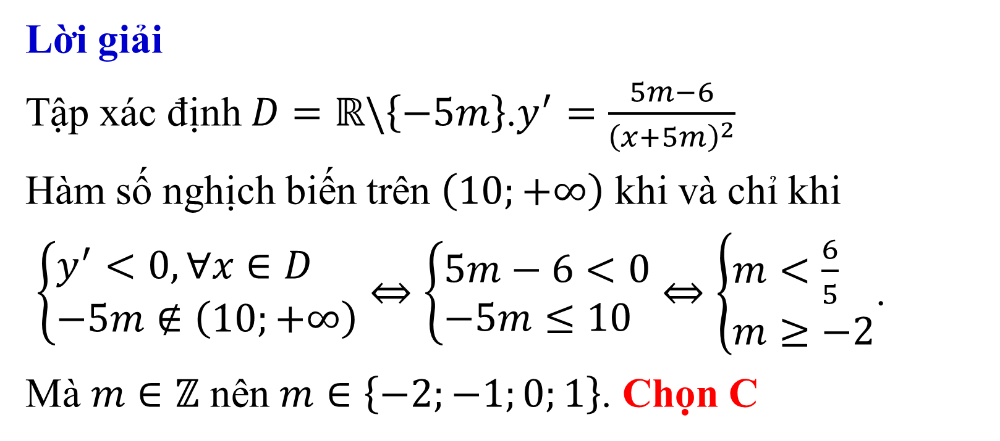 Lời giải
Tập xác định $D = \mathbb{R}\backslash\{-5m\}.y' = \frac{5m-6}{(x+5m)^2}$
Hàm số nghịch biến trên $(10; +\infty)$ khi và chỉ khi
$\begin{cases} y' < 0, \forall x \in D \\ -5m \notin (10; +\infty) \end{cases} \Leftrightarrow \begin{cases} 5m - 6 < 0 \\ -5m \leq 10 \end{cases} \Leftrightarrow \begin{cases} m < \frac{6}{5} \\ m \geq -2 \end{cases}.$
Mà $m \in \mathbb{Z}$ nên $m \in \{-2; -1; 0; 1\}$. Chọn C